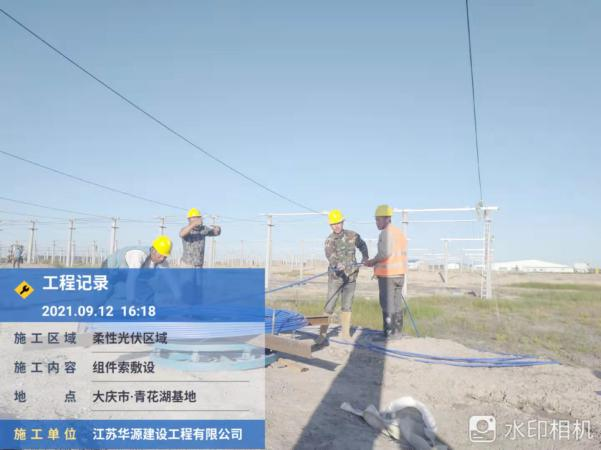 工程记录
2021.09.12 16:18
施工区域 柔性光伏区域
施工内容 组件索敷设
地点 大庆市·青花湖基地
施工单位 江苏华源建设工程有限公司
水印相机